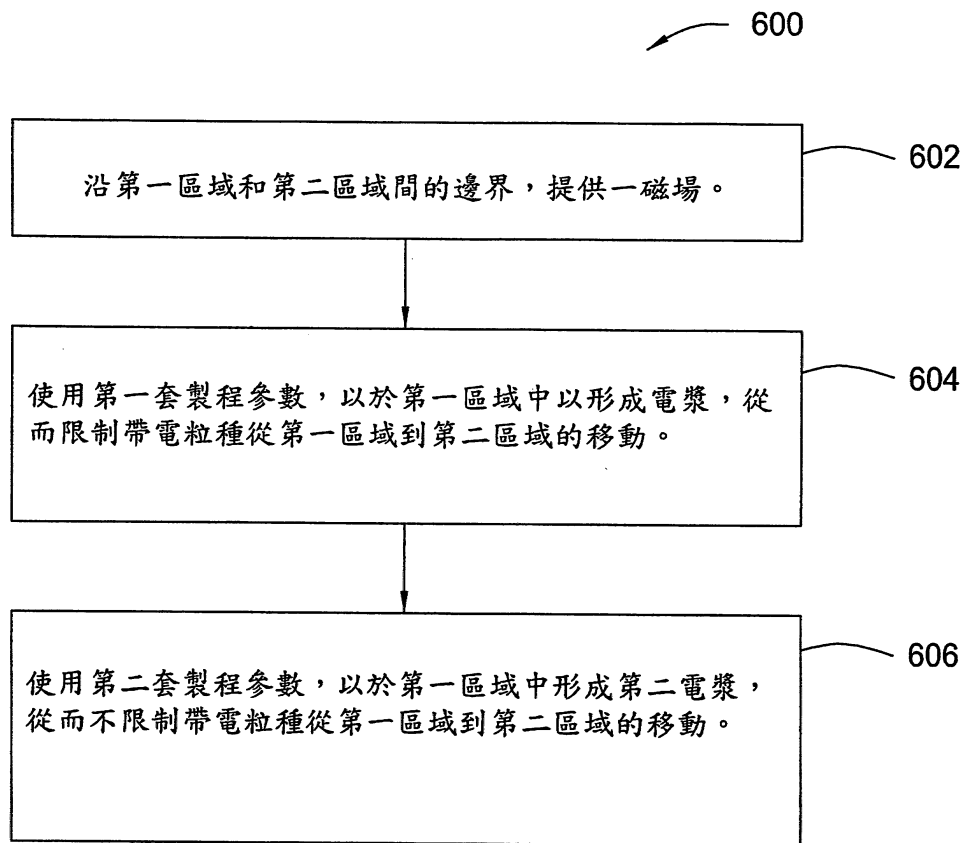 600
沿第一區域和第二區域間的邊界，提供一磁場。
602
使用第一套製程參數，以於第一區域中以形成電漿，從
而限制帶電粒種從第一區域到第二區域的移動。
604
使用第二套製程參數，以於第一區域中形成第二電漿，
從而不限制帶電粒種從第一區域到第二區域的移動。
606